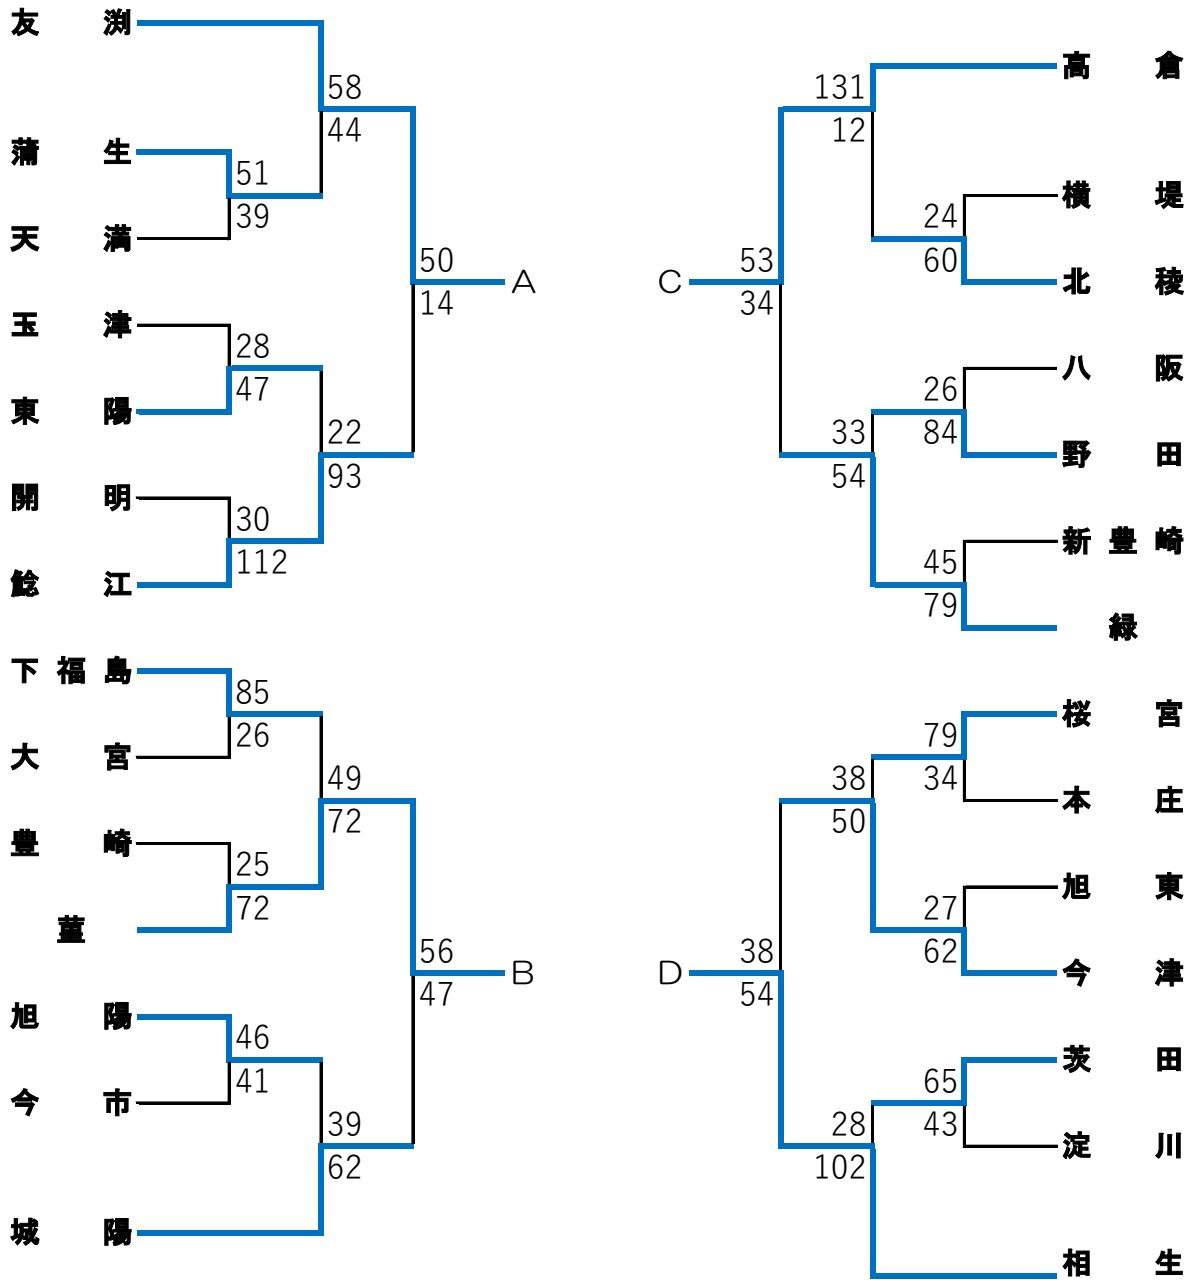 友渕
58
44
蒲生
51
39
天満
50
14
A
玉津
28
47
東陽
22
93
開明
30
112
鯰江
下福島
85
26
大宮
49
72
豊崎
25
72
菫
56
47
B
旭陽
46
41
今市
39
62
城陽
高倉
131
12
横堤
24
60
北稜
C
53
34
八阪
26
84
野田
33
54
新豊崎
45
79
緑
桜宮
79
34
本庄
38
50
旭東
27
62
今津
D
38
54
茨田
65
43
淀川
28
102
相生